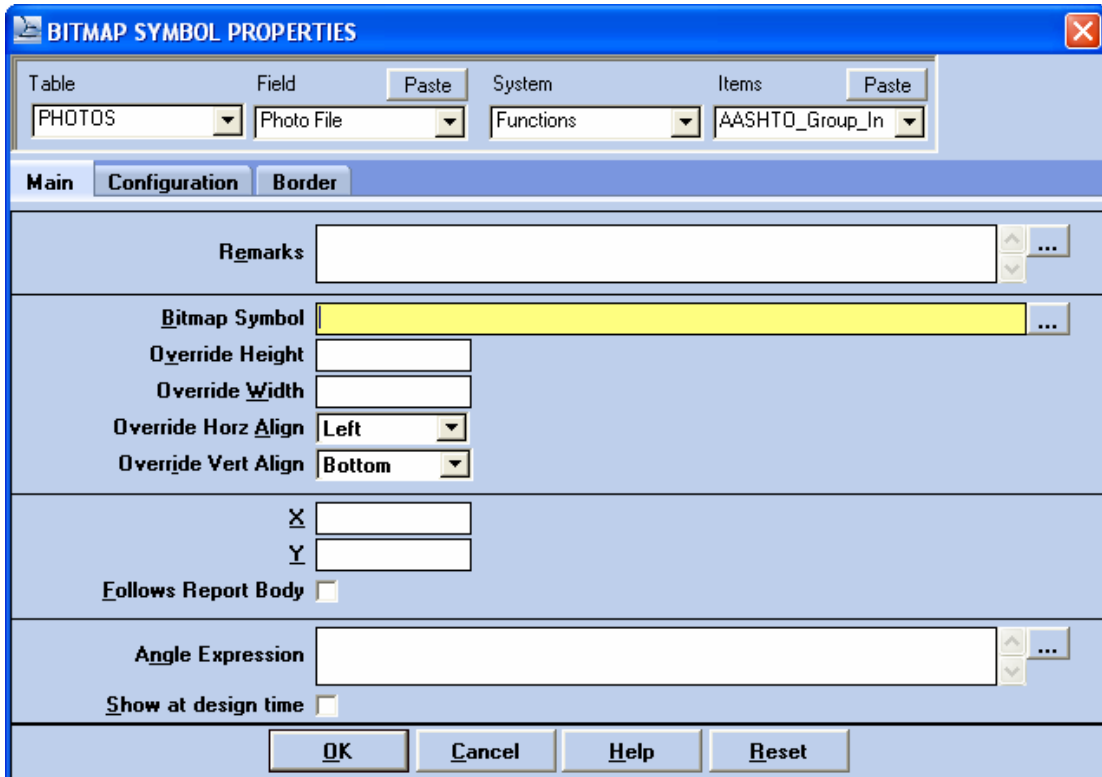 BITMAP SYMBOL PROPERTIES
Table Field Paste System Items Paste
PHOTOS Photo File Functions AASHTO_Group_In
Main Configuration Border
Remarks ...
Bitmap Symbol ...
Override Height
Override Width
Override Horz Align Left
Override Vert Align Bottom
X
Y
Follows Report Body
Angle Expression ...
Show at design time
OK Cancel Help Reset